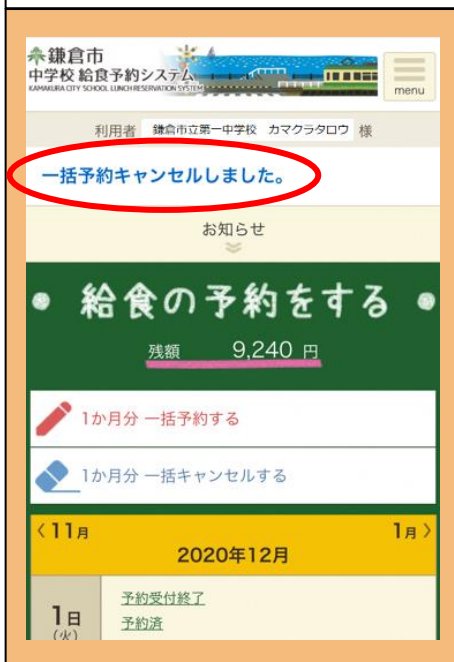 鎌倉市
中学校 給食予約システム
KAMAKURA CITY SCHOOL LUNCH RESERVATION SYSTEM
menu
利用者 鎌倉市立第一中学校 カマクラタロウ 様
一括予約キャンセルしました。
お知らせ
給食の予約をする
残額 9,240 円
1か月分 一括予約する
1か月分 一括キャンセルする
〈11月 1月〉
2020年12月
予約受付終了
1日 予約済
(火)